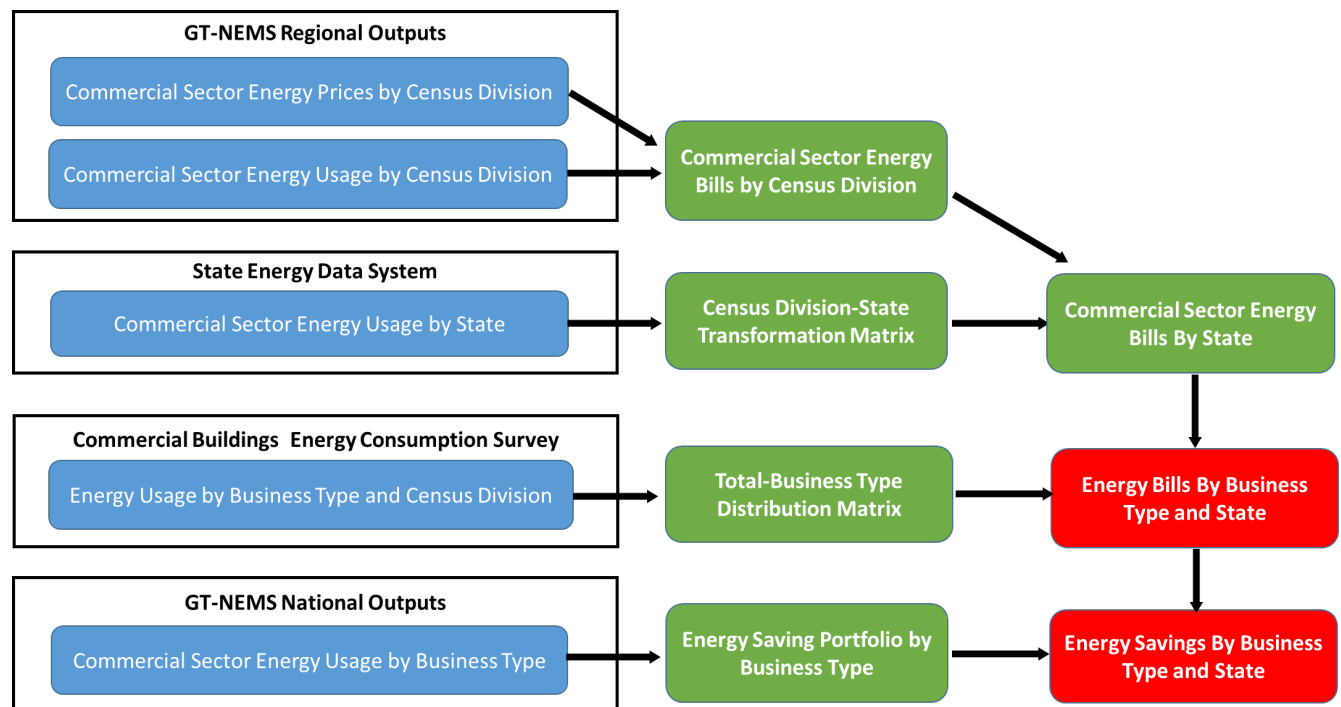 GT-NEMS Regional Outputs
Commercial Sector Energy Prices by Census Division
Commercial Sector Energy Usage by Census Division
Commercial Sector Energy
Bills by Census Division
State Energy Data System
Commercial Sector Energy Usage by State
Census Division-State
Transformation Matrix
Commercial Sector Energy
Bills By State
Commercial Buildings Energy Consumption Survey
Energy Usage by Business Type and Census Division
Total-Business Type
Distribution Matrix
Energy Bills By Business
Type and State
GT-NEMS National Outputs
Commercial Sector Energy Usage by Business Type
Energy Saving Portfolio by
Business Type
Energy Savings By Business
Type and State